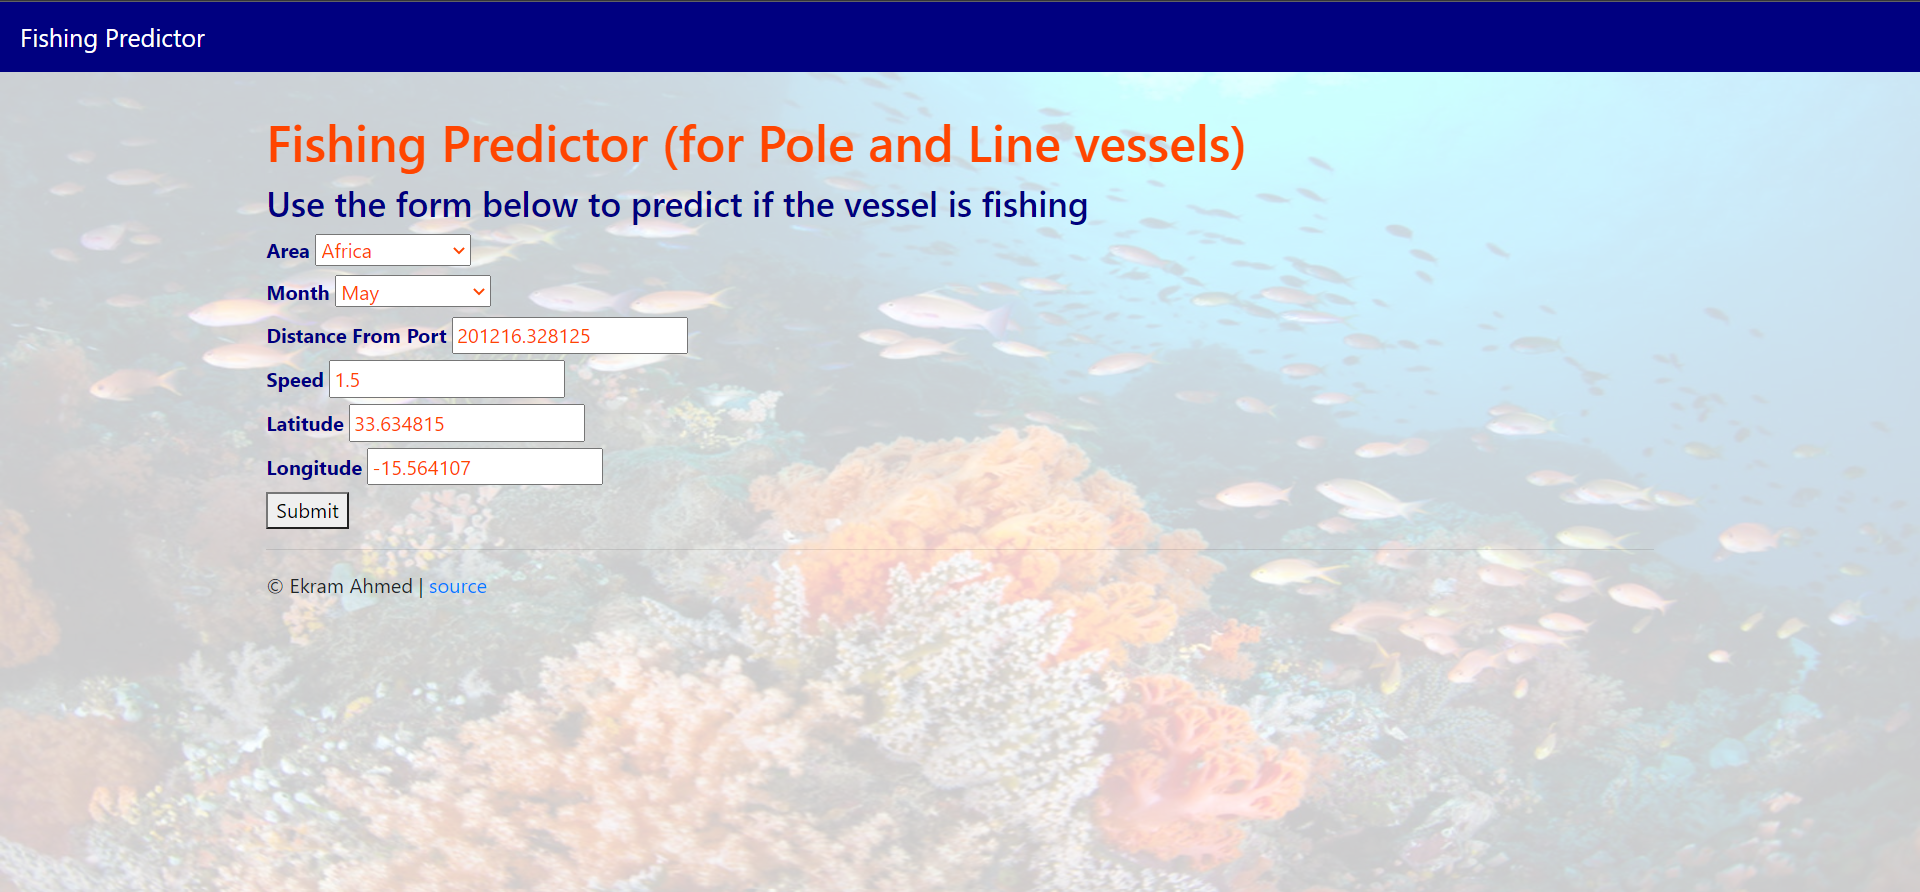 Fishing Predictor
Fishing Predictor (for Pole and Line vessels)
Use the form below to predict if the vessel is fishing
Area Africa
Month May
Distance From Port 201216.328125
Speed 1.5
Latitude 33.634815
Longitude -15.564107
Submit
© Ekram Ahmed | source